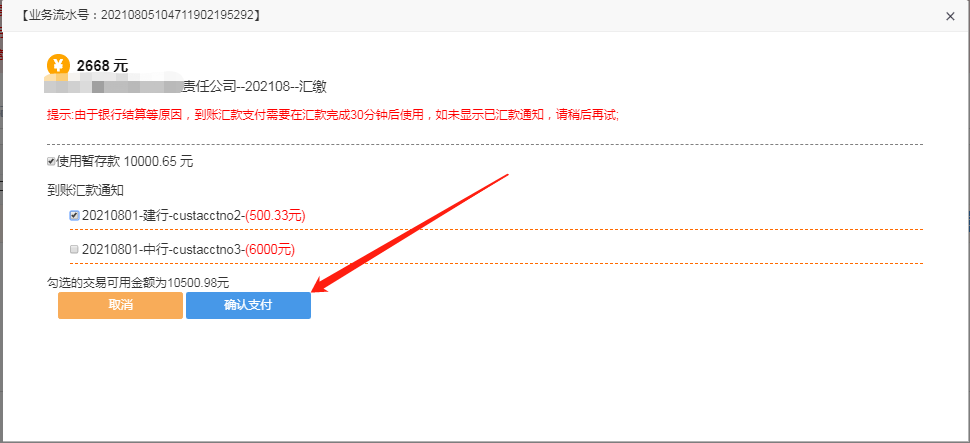 【业务流水号：2021080510471190219​5292】
2668 元
责任公司--202108--汇缴
提示:由于银行结算等原因，到账汇款支付需要在汇款完成30分钟后使用，如未显示已汇款通知，请稍后再试;
使用暂存款 10000.65 元
到账汇款通知
20210801-建行-custacctno2-(500.33元)
20210801-中行-custacctno3-(6000元)
勾选的交易可用金额为10500.98元
取消 确认支付